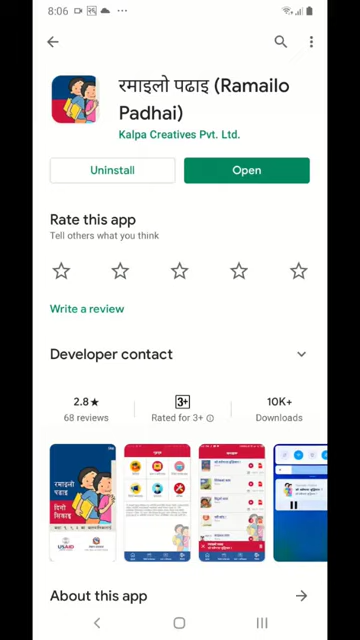 8:06
रमाइलो पढाइ (Ramailo
Padhai)
Kalpa Creatives Pvt. Ltd.
Uninstall
Open
Rate this app
Tell others what you think
Write a review
Developer contact
2.8★
3+
10K+
68 reviews
Rated for 3+
Downloads
रमाइलो
पढाइ
दिगो
सिकाइ
USAID
About this app